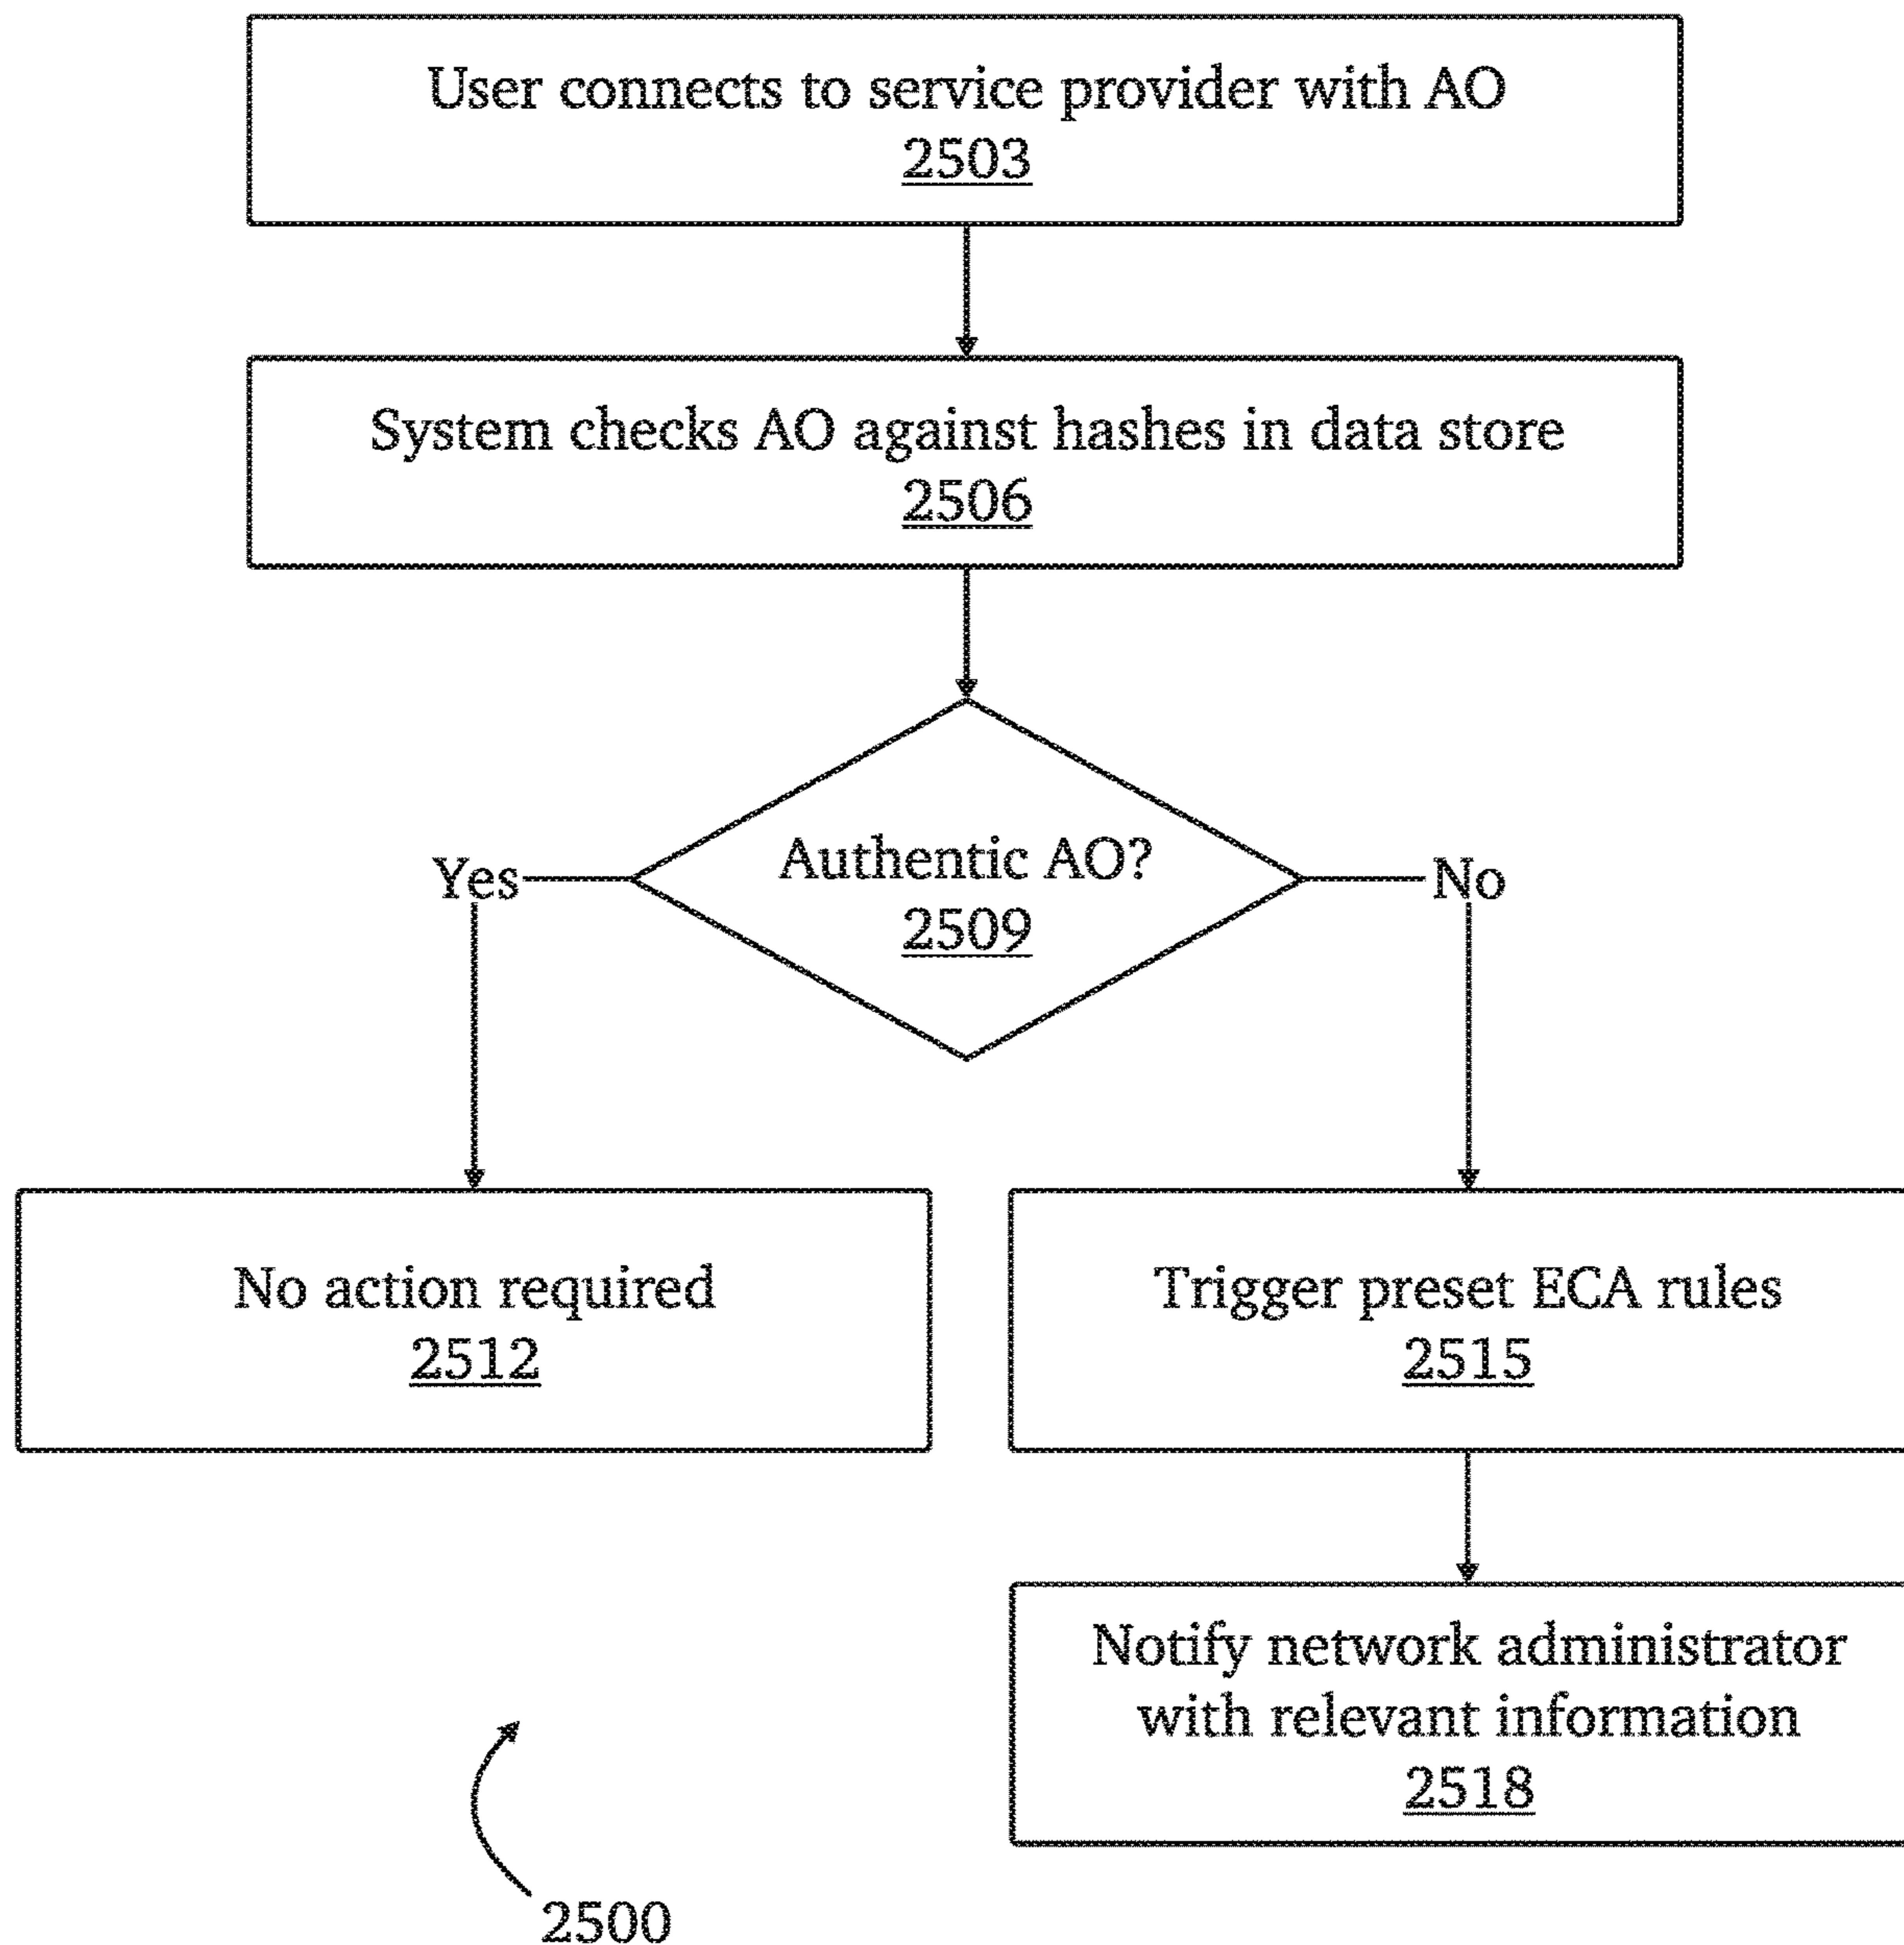 User connects to service provider with AO
2503
System checks AO against hashes in data store
2506
Authentic AO?
2509
Yes
No
No action required
2512
Trigger preset ECA rules
2515
Notify network administrator
with relevant information
2518
2500